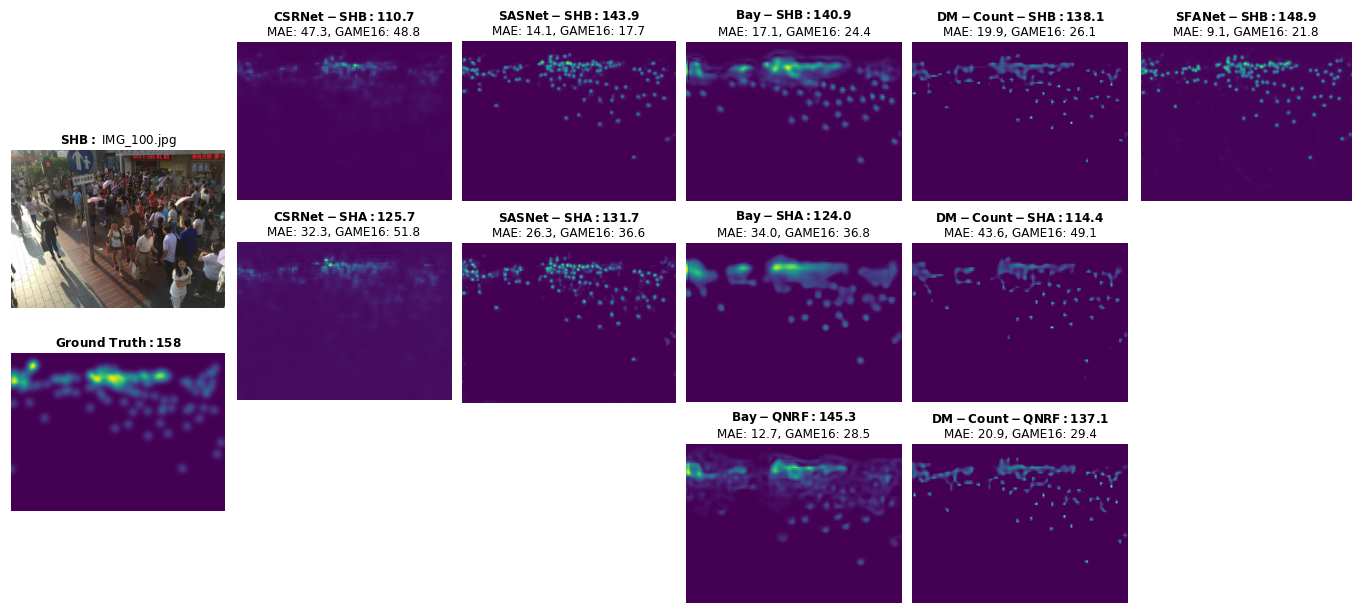 CSRNet − SHB : 110.7
MAE: 47.3, GAME16: 48.8
SASNet − SHB : 143.9
MAE: 14.1, GAME16: 17.7
Bay − SHB : 140.9
MAE: 17.1, GAME16: 24.4
DM − Count − SHB : 138.1
MAE: 19.9, GAME16: 26.1
SFANet − SHB : 148.9
MAE: 9.1, GAME16: 21.8
SHB : IMG_100.jpg
CSRNet − SHA : 125.7
MAE: 32.3, GAME16: 51.8
SASNet − SHA : 131.7
MAE: 26.3, GAME16: 36.6
Bay − SHA : 124.0
MAE: 34.0, GAME16: 36.8
DM − Count − SHA : 114.4
MAE: 43.6, GAME16: 49.1
Ground Truth : 158
Bay − QNRF : 145.3
MAE: 12.7, GAME16: 28.5
DM − Count − QNRF : 137.1
MAE: 20.9, GAME16: 29.4